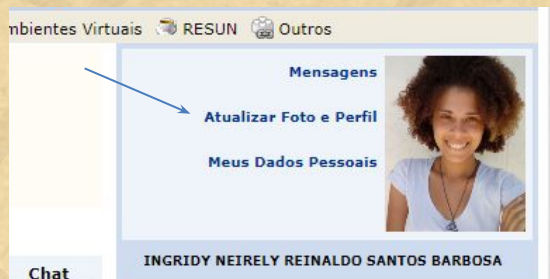 mbientes Virtuais RESUN Outros
Mensagens
Atualizar Foto e Perfil
Meus Dados Pessoais
INGRIDY NEIRELY REINALDO SANTOS BARBOSA
Chat